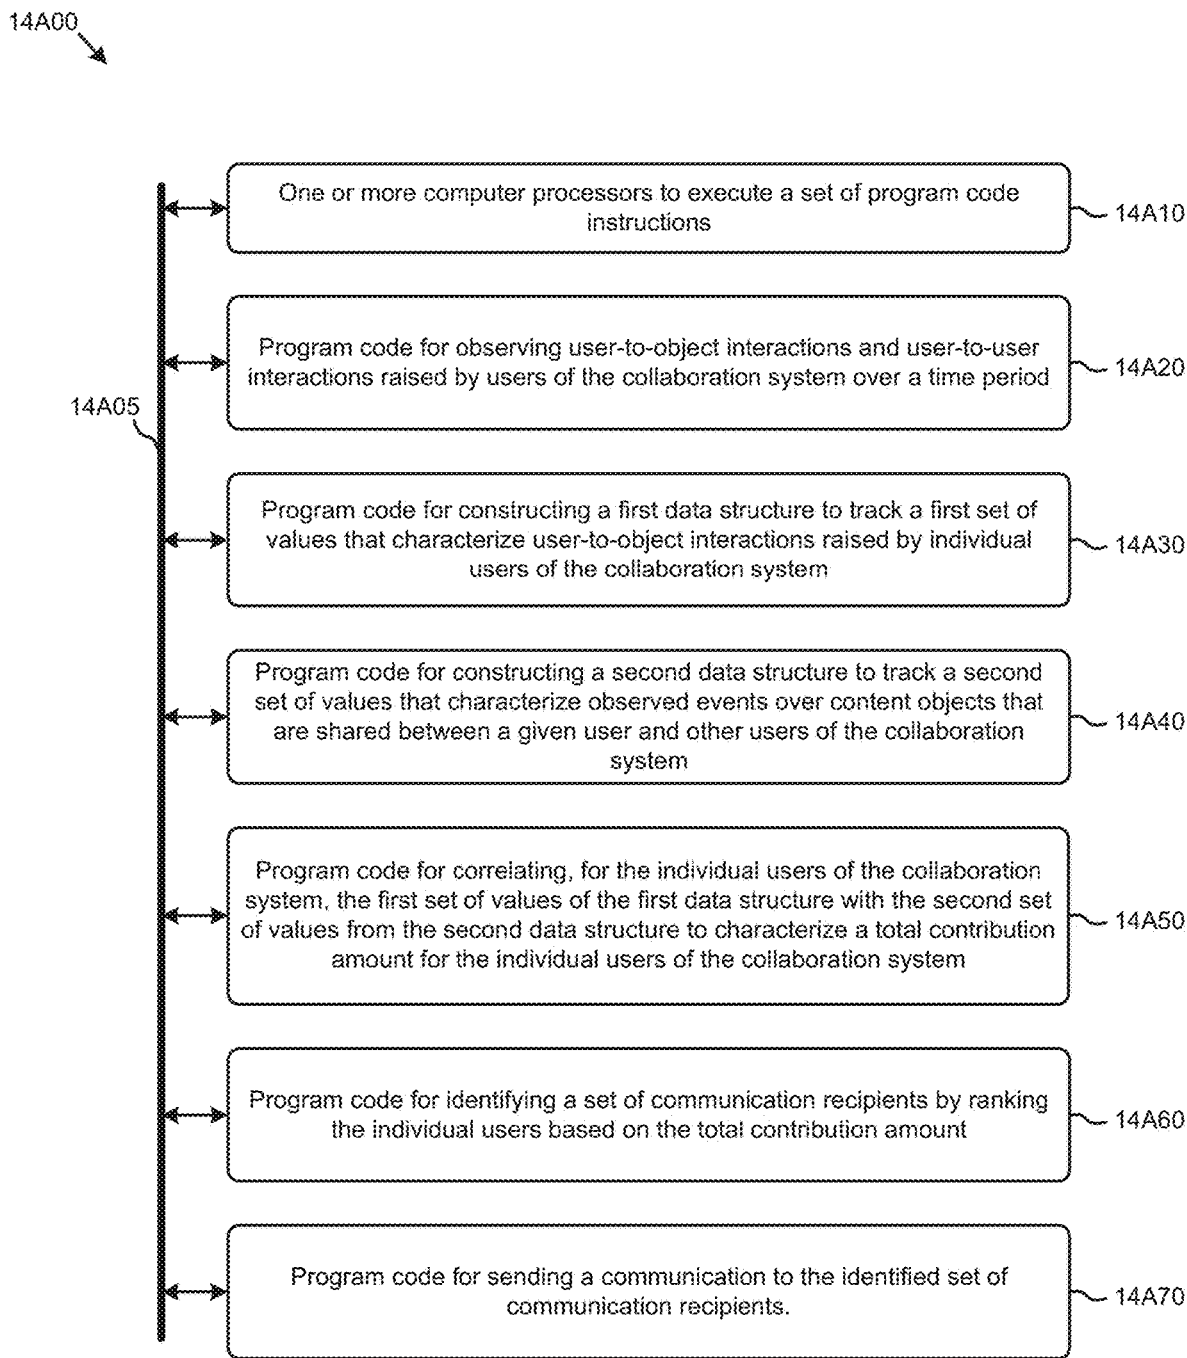 14A00
One or more computer processors to execute a set of program code
instructions
14A10
Program code for observing user-to-object interactions and user-to-user
interactions raised by users of the collaboration system over a time period
14A20
14A05
Program code for constructing a first data structure to track a first set of
values that characterize user-to-object interactions raised by individual
users of the collaboration system
14A30
Program code for constructing a second data structure to track a second
set of values that characterize observed events over content objects that
are shared between a given user and other users of the collaboration
system
14A40
Program code for correlating, for the individual users of the collaboration
system, the first set of values of the first data structure with the second set
of values from the second data structure to characterize a total contribution
amount for the individual users of the collaboration system
14A50
Program code for identifying a set of communication recipients by ranking
the individual users based on the total contribution amount
14A60
Program code for sending a communication to the identified set of
communication recipients.
14A70